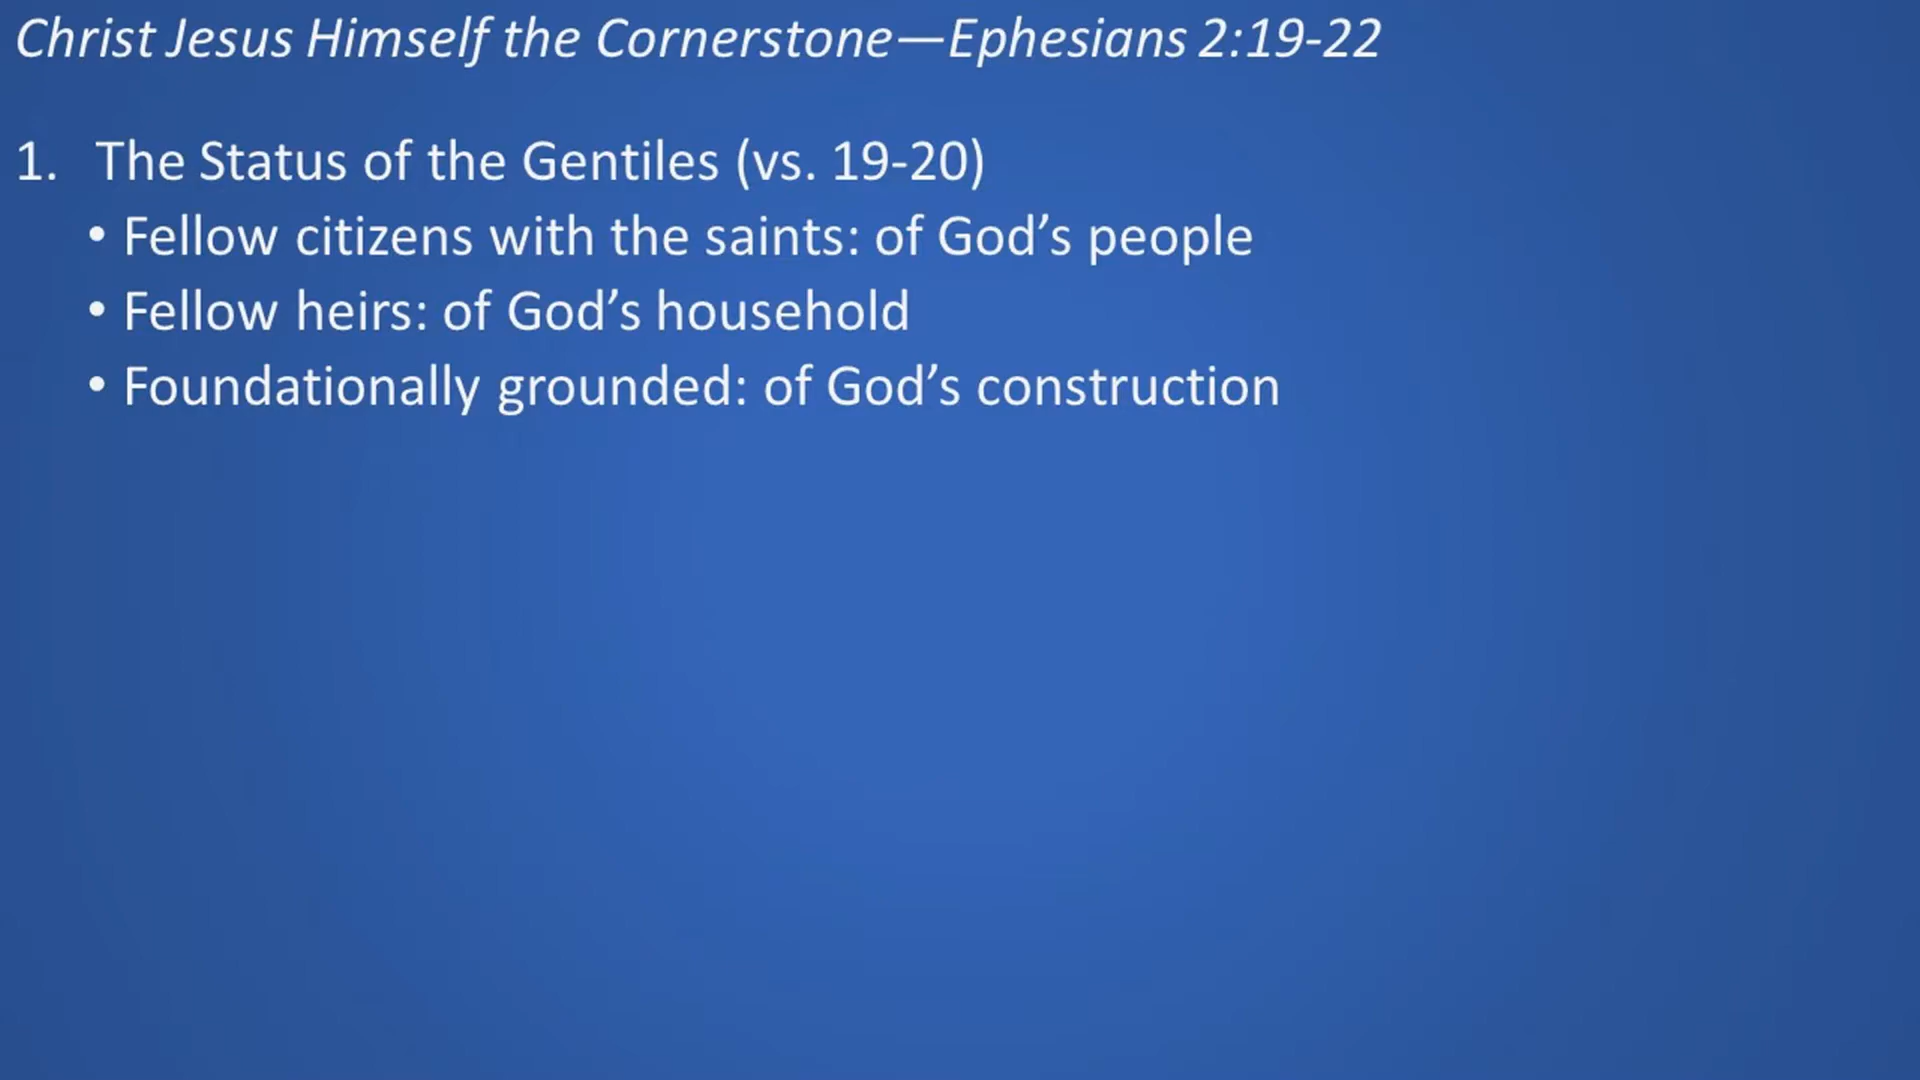 Christ Jesus Himself the Cornerstone—Ephesians 2:19-22
1. The Status of the Gentiles (vs. 19-20)
• Fellow citizens with the saints: of God’s people
• Fellow heirs: of God’s household
• Foundationally grounded: of God’s construction